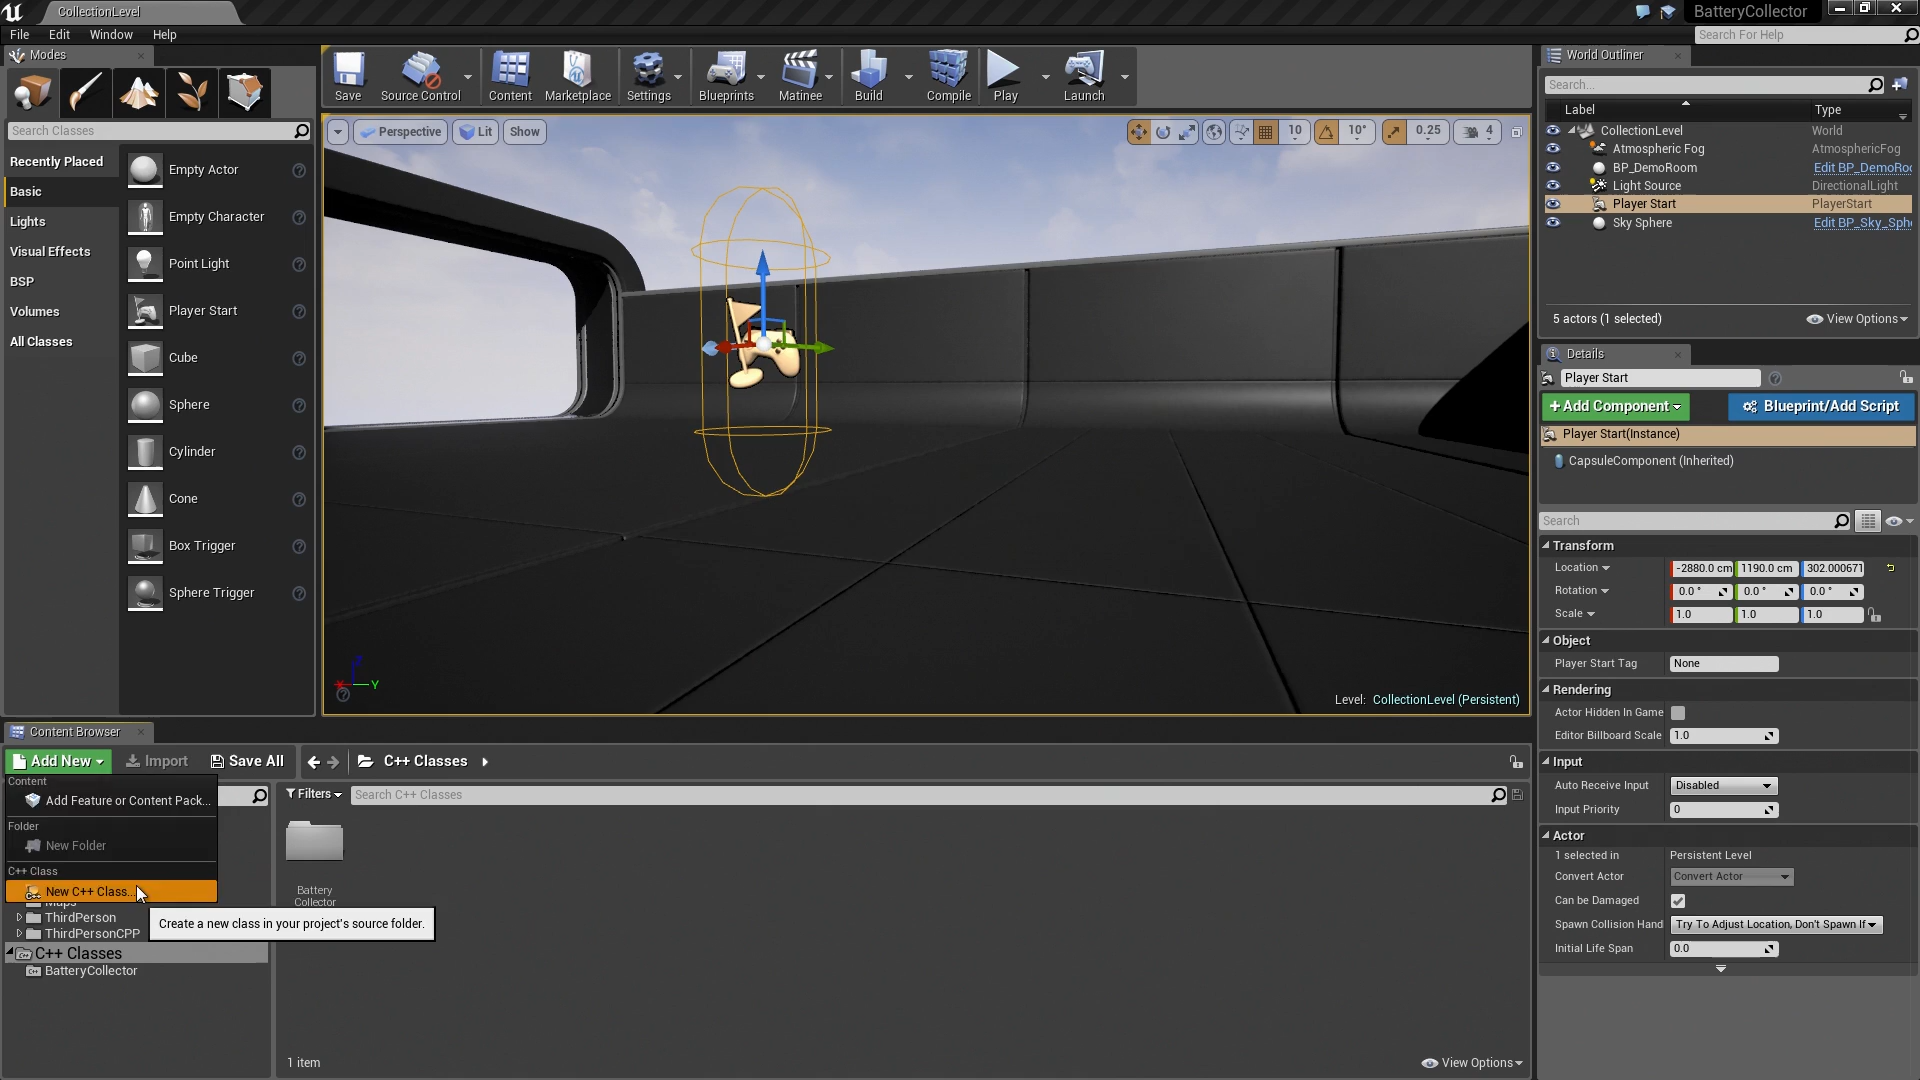 CollectionLevel
BatteryCollector
File Edit Window Help
Search For Help
Modes
Search Classes
Recently Placed
Basic
Lights
Visual Effects
BSP
Volumes
All Classes
Empty Actor
Empty Character
Point Light
Player Start
Cube
Sphere
Cylinder
Cone
Box Trigger
Sphere Trigger
Save Source Control Content Marketplace Settings Blueprints Matinee Build Compile Play Launch
Perspective Lit Show
10 10° 0.25 4
Y
Level: CollectionLevel (Persistent)
World Outliner
Search...
Label Type
CollectionLevel World
Atmospheric Fog AtmosphericFog
BP_DemoRoom Edit BP_DemoRoo
Light Source DirectionalLight
Player Start PlayerStart
Sky Sphere Edit BP_Sky_Sph
5 actors (1 selected) View Options
Details
Player Start
+Add Component Blueprint/Add Script
Player Start(Instance)
CapsuleComponent (Inherited)
Search
Transform
Location -2880.0 cm 1190.0 cm 302.000671
Rotation 0.0 ° 0.0 ° 0.0 °
Scale 1.0 1.0 1.0
Object
Player Start Tag None
Rendering
Actor Hidden In Game
Editor Billboard Scale 1.0
Input
Auto Receive Input Disabled
Input Priority 0
Actor
1 selected in Persistent Level
Convert Actor Convert Actor
Can be Damaged
Spawn Collision Hand Try To Adjust Location, Don't Spawn If
Initial Life Span 0.0
Content Browser
Add New Import Save All C++ Classes
Content
Add Feature or Content Pack...
Folder
New Folder
C++ Class
New C++ Class...
Create a new class in your project's source folder.
Maps
ThirdPerson
ThirdPersonCPP
C++ Classes
BatteryCollector
Filters Search C++ Classes
Battery
Collector
1 item View Options